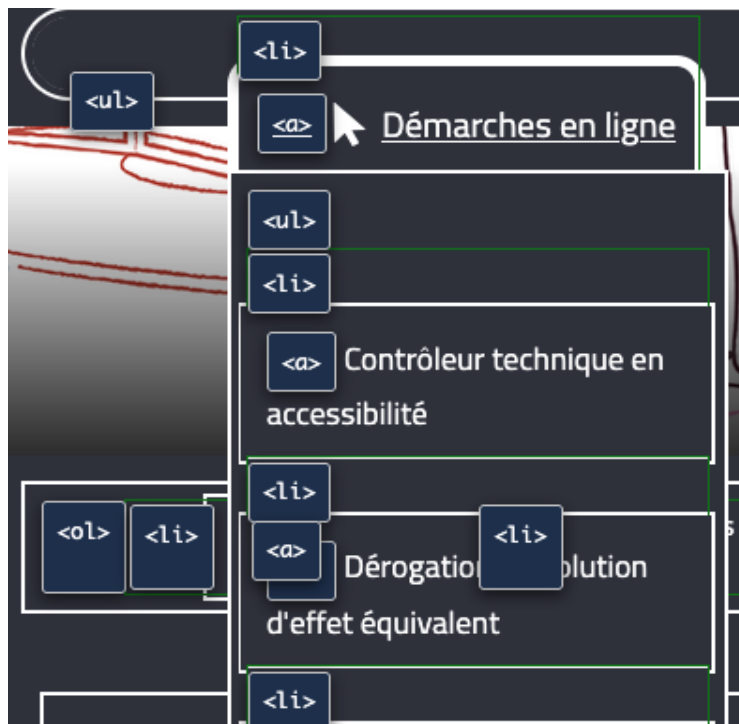 <li>
<ul>
<a> Démarches en ligne
<ul>
<li>
<a> Contrôleur technique en
accessibilité
<li>
<ol> <li> <li> s
<a> Dérogation
d'effet équivalent
<li>